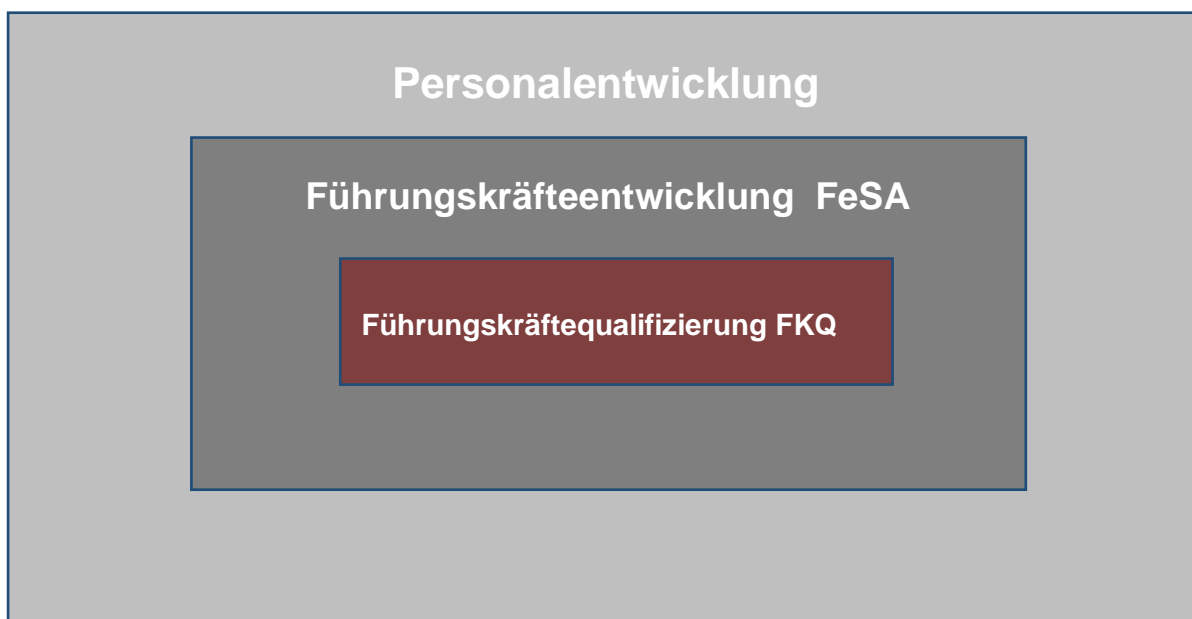 Personalentwicklung
Führungskräfteentwicklung FeSA
Führungskräftequalifizierung FKQ